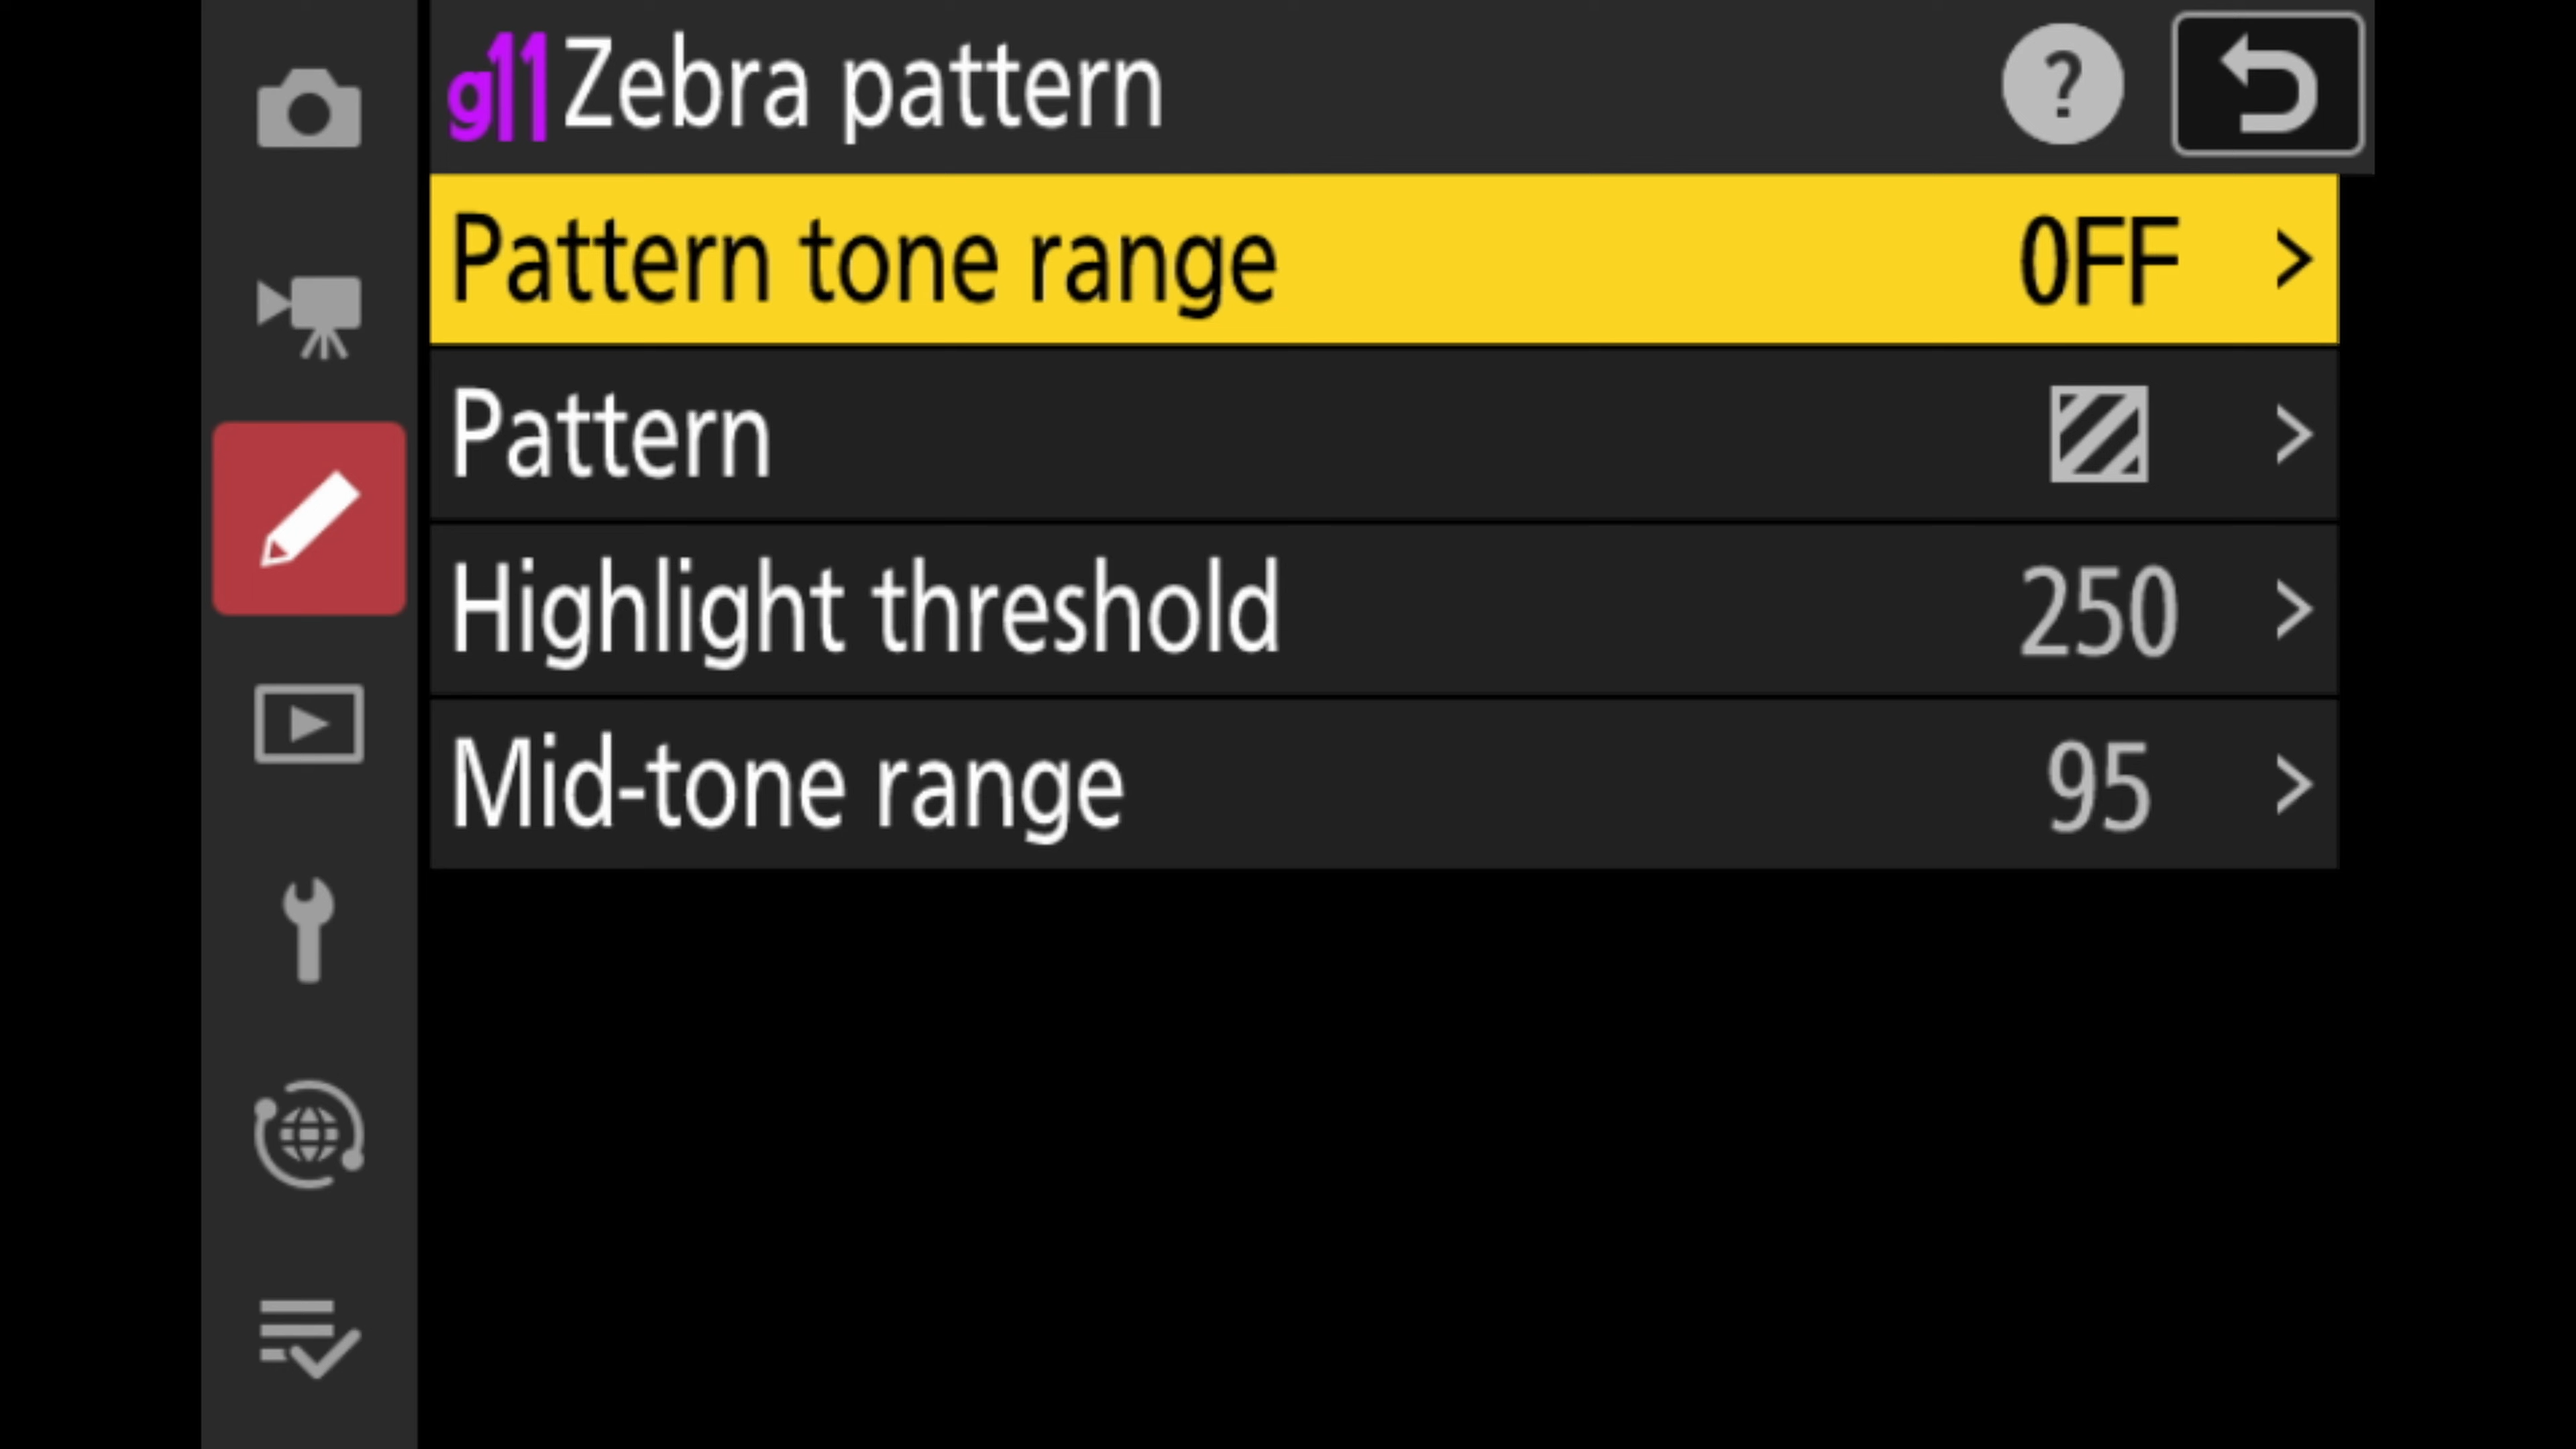 g11 Zebra pattern ?
Pattern tone range OFF >
Pattern >
Highlight threshold 250 >
Mid-tone range 95 >